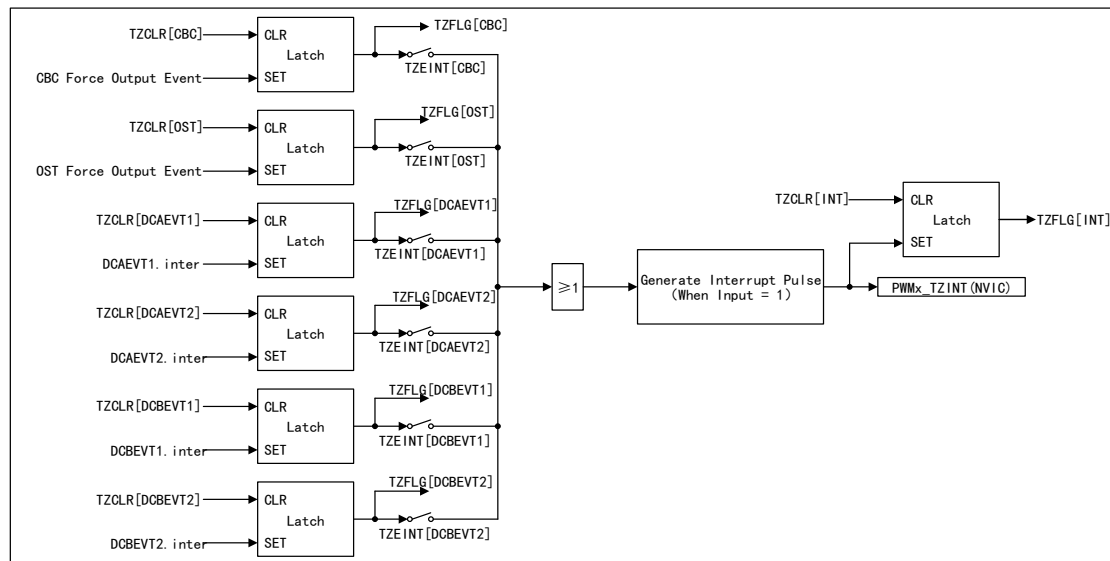 TZCLR[CBC]
CLR
Latch
CBC Force Output Event
SET
TZFLG[CBC]
TZEINT[CBC]
TZCLR[OST]
CLR
Latch
OST Force Output Event
SET
TZFLG[OST]
TZEINT[OST]
TZCLR[DCAEVT1]
CLR
Latch
DCAEVT1.inter
SET
TZFLG[DCAEVT1]
TZEINT[DCAEVT1]
TZCLR[DCAEVT2]
CLR
Latch
DCAEVT2.inter
SET
TZFLG[DCAEVT2]
TZEINT[DCAEVT2]
TZCLR[DCBEVT1]
CLR
Latch
DCBEVT1.inter
SET
TZFLG[DCBEVT1]
TZEINT[DCBEVT1]
TZCLR[DCBEVT2]
CLR
Latch
DCBEVT2.inter
SET
TZFLG[DCBEVT2]
TZEINT[DCBEVT2]
≥1
Generate Interrupt Pulse
(When Input = 1)
TZCLR[INT]
CLR
Latch
SET
TZFLG[INT]
PWMx_TZINT(NVIC)